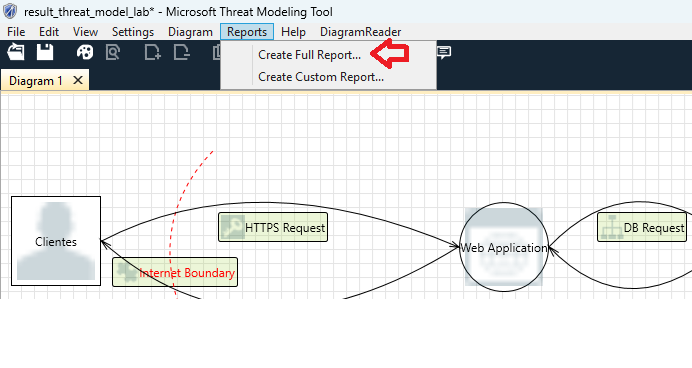 result_threat_model_lab* - Microsoft Threat Modeling Tool
File View Settings Diagram Reports Help DiagramReader
Create Full Report...
Create Custom Report...
Diagram 1 X
HTTPS Request
DB Request
Clientes
Web Application
Internet Boundary